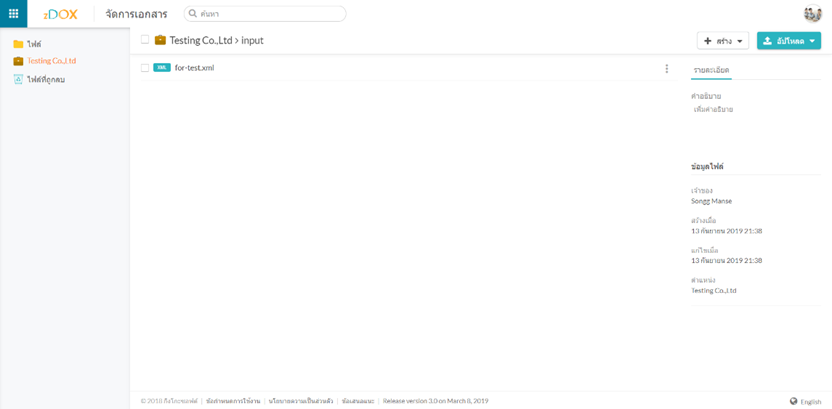 zDOX
จัดการเอกสาร
ค้นหา
ไฟล์
Testing Co.,Ltd
ไฟล์ที่ถูกลบ
Testing Co.,Ltd > input
สร้าง
อัปโหลด
XML for-test.xml
รายละเอียด
คำอธิบาย
เพิ่มคำอธิบาย
ข้อมูลไฟล์
เจ้าของ
Songg Manse
สร้างเมื่อ
13 กันยายน 2019 21:38
แก้ไขเมื่อ
13 กันยายน 2019 21:38
ตำแหน่ง
Testing Co.,Ltd
© 2018 กิงโกะซอฟต์ | ข้อกำหนดการใช้งาน | นโยบายความเป็นส่วนตัว | ข้อเสนอแนะ | Release version 3.0 on March 8, 2019
English